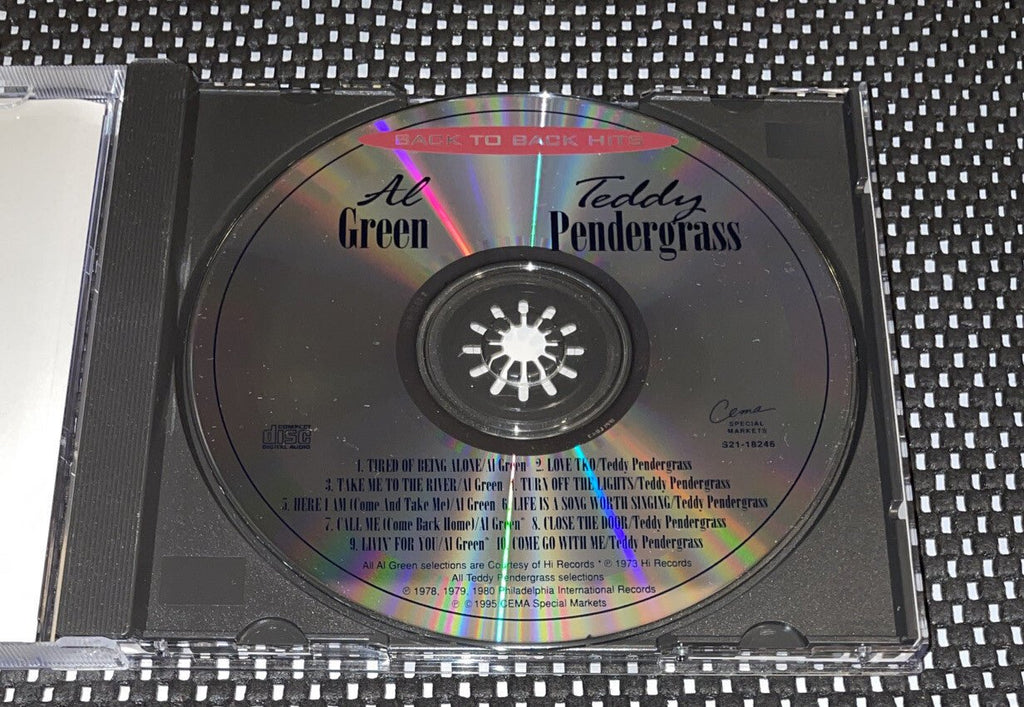 BACK TO BACK HITS
Al Green
Teddy Pendergrass
Cema
SPECIAL
MARKETS
S21-18246
COMPACT
disc
DIGITAL AUDIO
1. TIRED OF BEING ALONE/Al Green 2. LOVE TKO/Teddy Pendergrass
3. TAKE ME TO THE RIVER/Al Green 4. TURN OFF THE LIGHTS/Teddy Pendergrass
5. HERE I AM (Come And Take Me)/Al Green 6. LIFE IS A SONG WORTH SINGING/Teddy Pendergrass
7. CALL ME (Come Back Home)/Al Green* 8. CLOSE THE DOOR/Teddy Pendergrass
9. LIVIN' FOR YOU/Al Green* 10. COME GO WITH ME/Teddy Pendergrass
All Al Green selections are Courtesy of Hi Records * ℗ 1973 Hi Records
All Teddy Pendergrass selections
℗ 1978, 1979, 1980 Philadelphia International Records
℗ © 1995 CEMA Special Markets